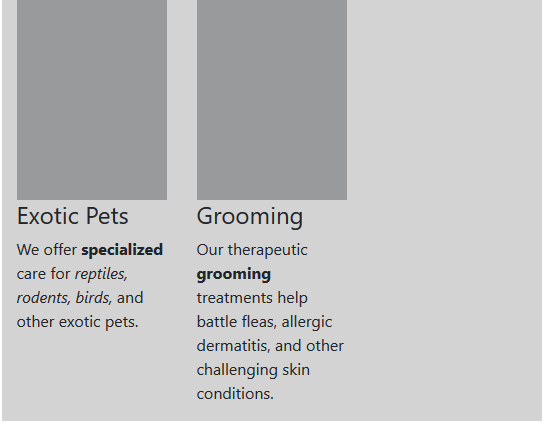 Exotic Pets
We offer specialized
care for reptiles,
rodents, birds, and
other exotic pets.
Grooming
Our therapeutic
grooming
treatments help
battle fleas, allergic
dermatitis, and other
challenging skin
conditions.